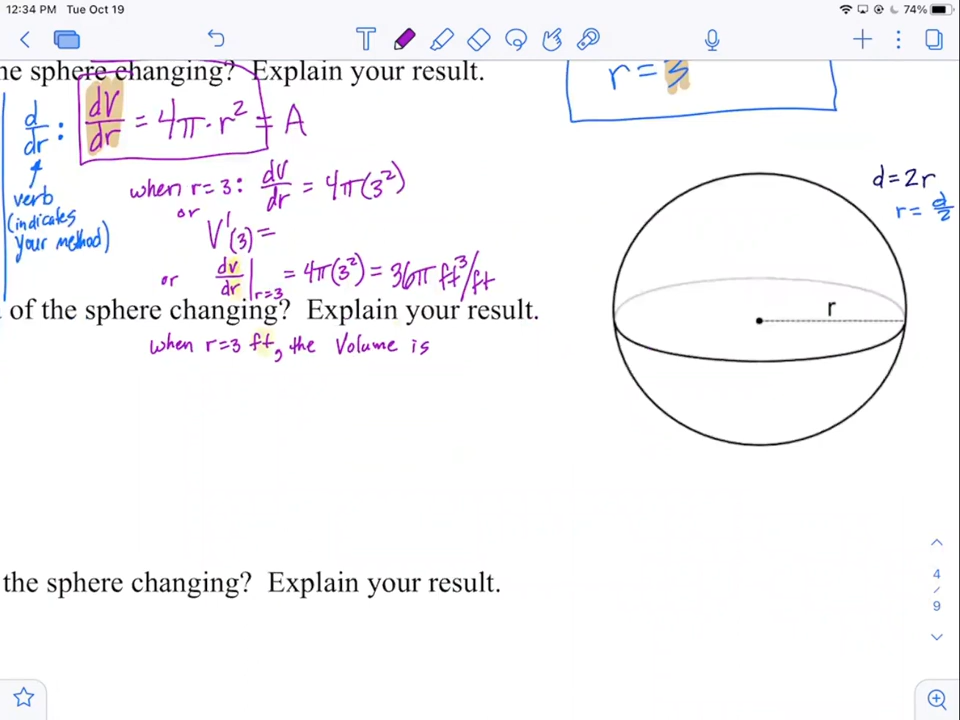 12:34 PM Tue Oct 19
74%
T
ne sphere changing? Explain your result.
r = 3
d/dr : dV/dr = 4π · r² = A
verb
(indicates
your method)
when r = 3 : dV/dr = 4π(3²)
or
V'(3) =
or dV/dr |r=3 = 4π(3²) = 36π ft³/ft
d = 2r
r = d/2
r
of the sphere changing? Explain your result.
when r=3 ft, the Volume is
the sphere changing? Explain your result.
4
/
9